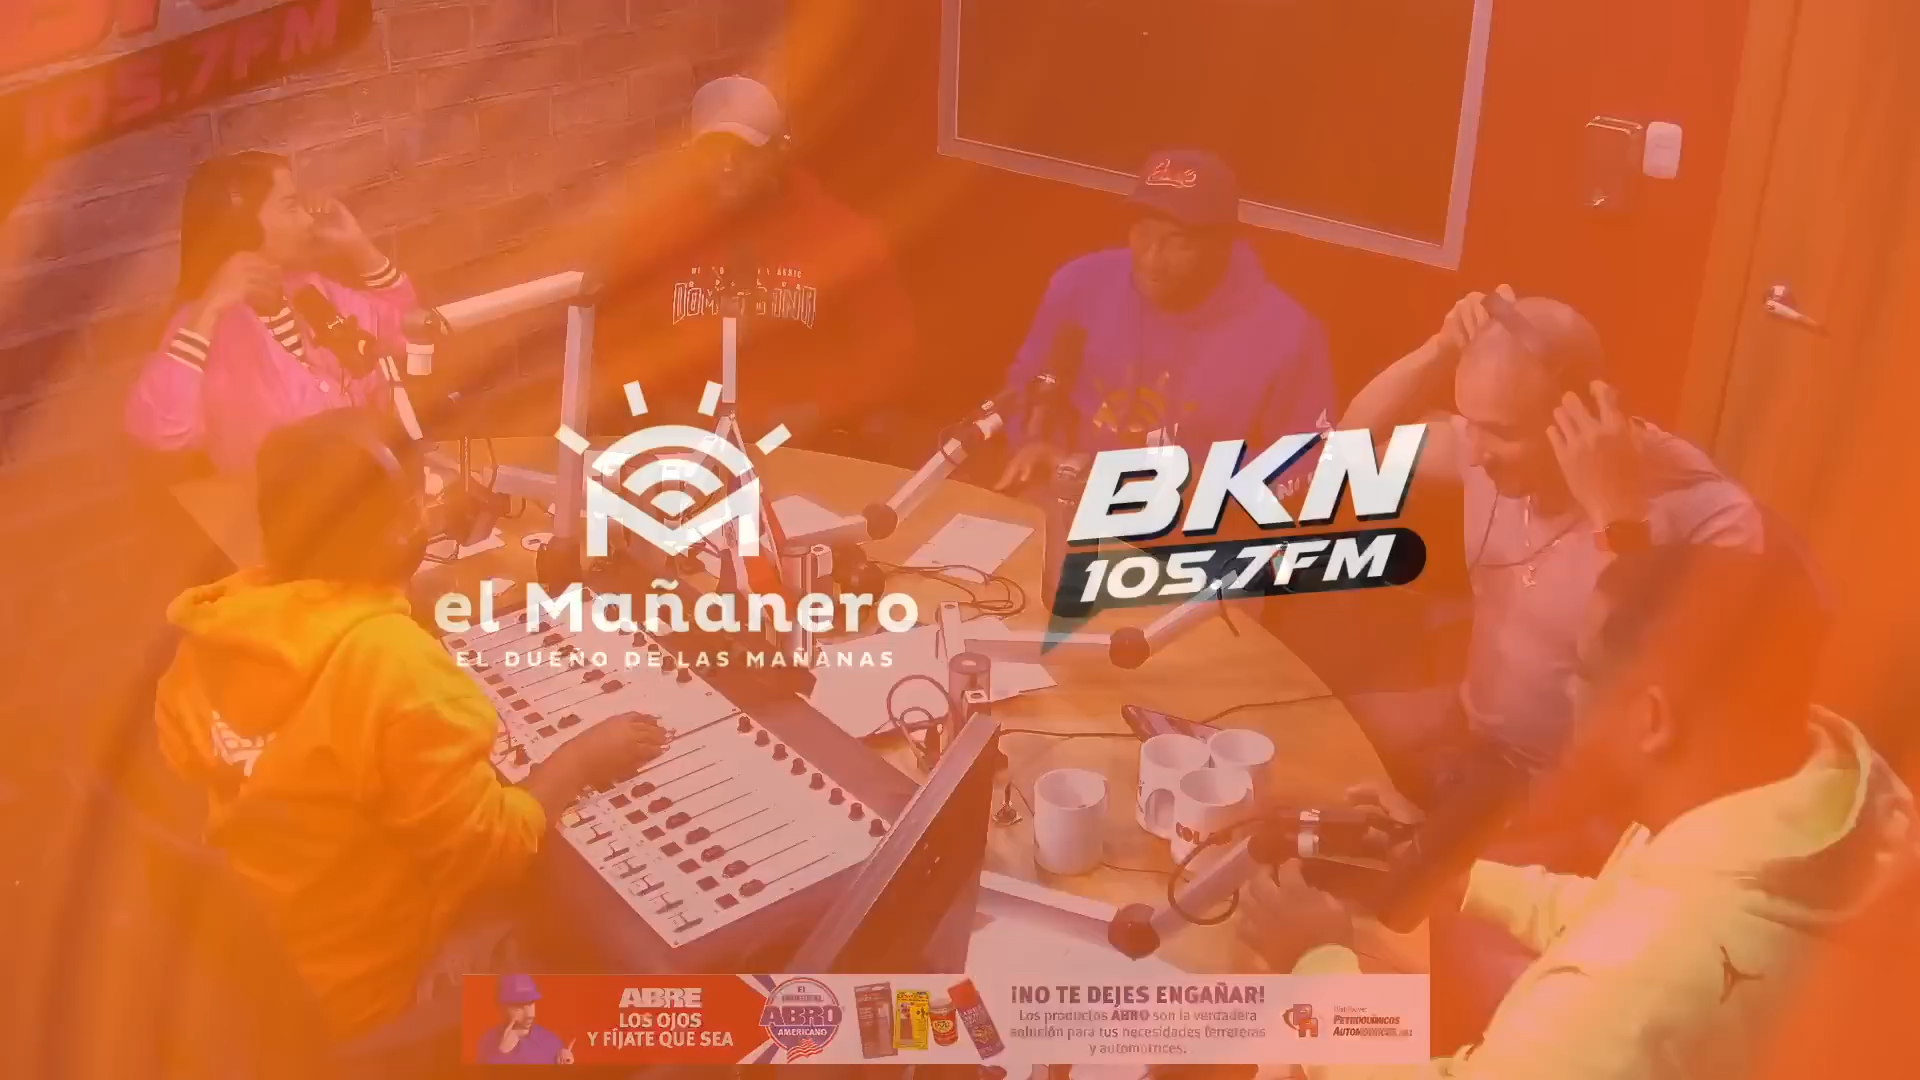 105.7FM
DOMINICANA
el Mañanero
EL DUEÑO DE LAS MAÑANAS
BKN
105.7FM
ABRE
LOS OJOS
Y FÍJATE QUE SEA
ABRO
AMERICANO
¡NO TE DEJES ENGAÑAR!
Los productos ABRO son la verdadera
solución para tus necesidades ferreteras
y automotrices.
PETROQUÍMICOS